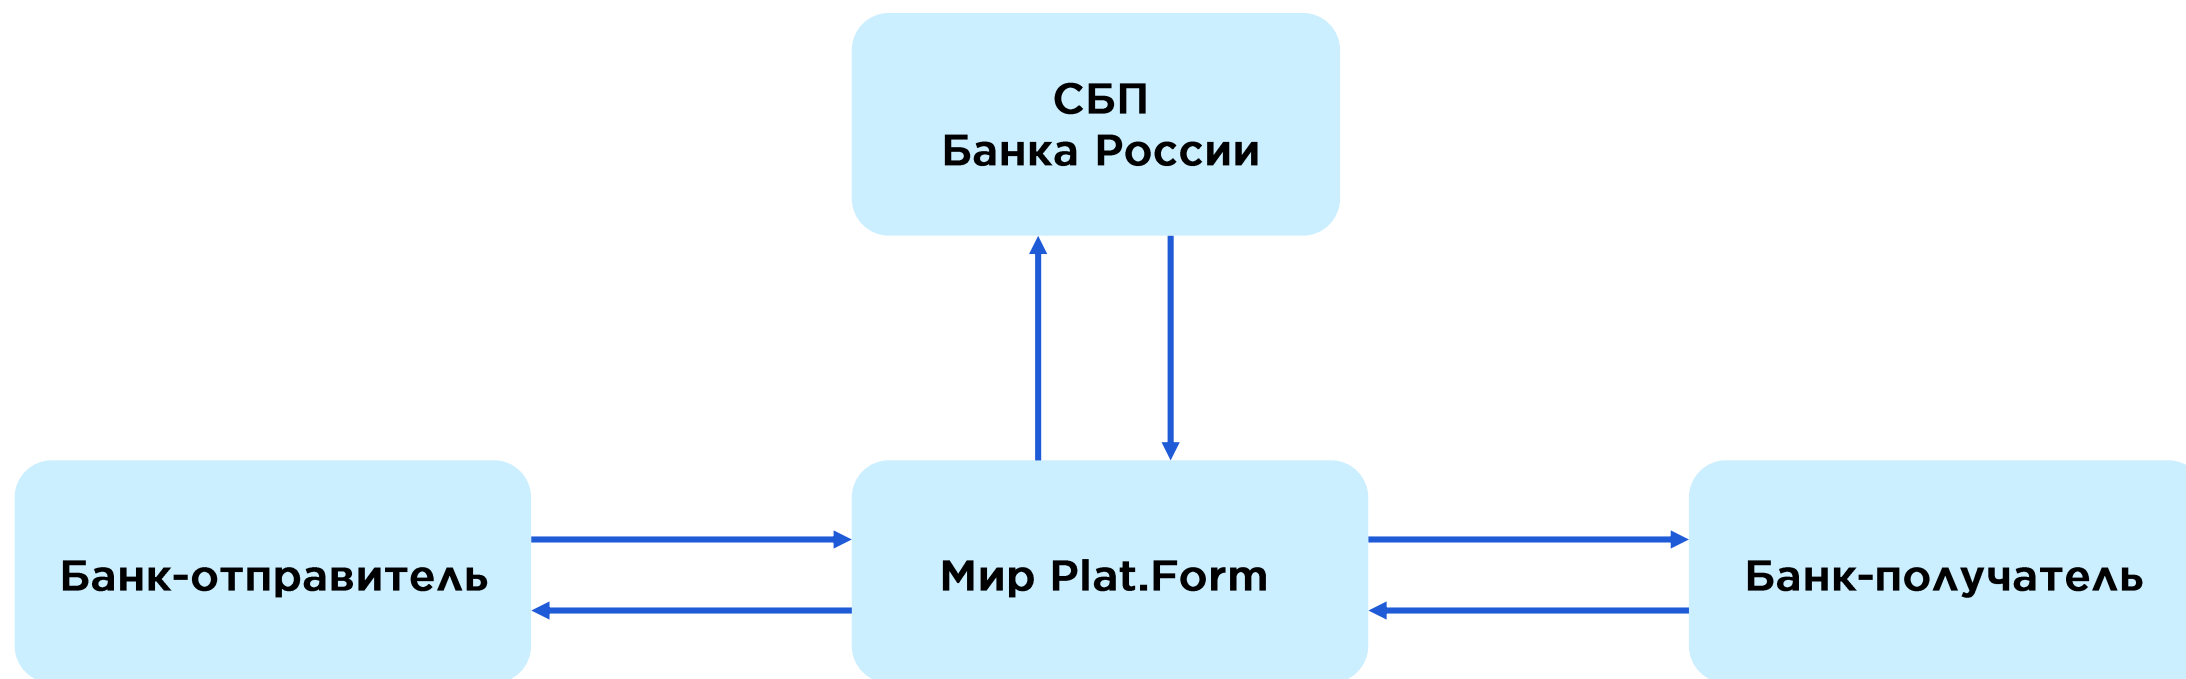 СБП
Банка России
Банк-отправитель
Мир Plat.Form
Банк-получатель